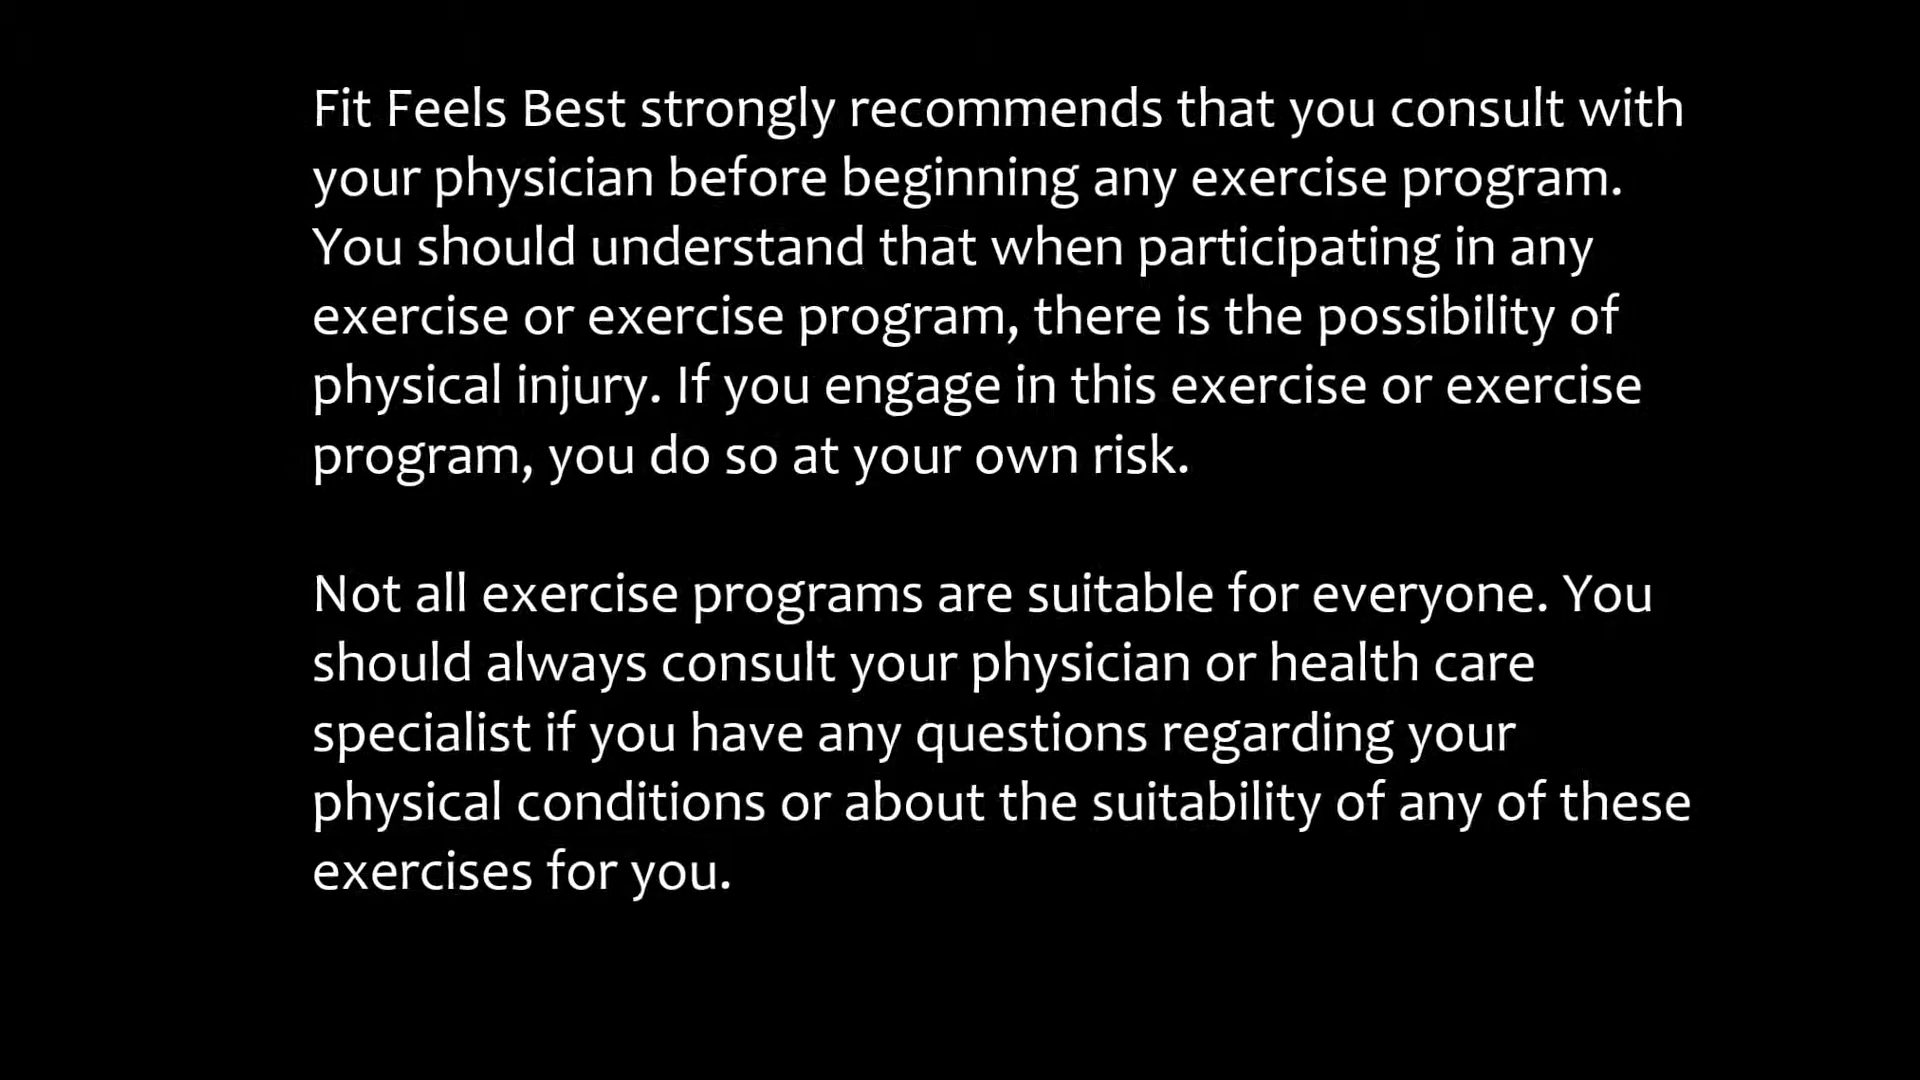 Fit Feels Best strongly recommends that you consult with
your physician before beginning any exercise program.
You should understand that when participating in any
exercise or exercise program, there is the possibility of
physical injury. If you engage in this exercise or exercise
program, you do so at your own risk.
Not all exercise programs are suitable for everyone. You
should always consult your physician or health care
specialist if you have any questions regarding your
physical conditions or about the suitability of any of these
exercises for you.